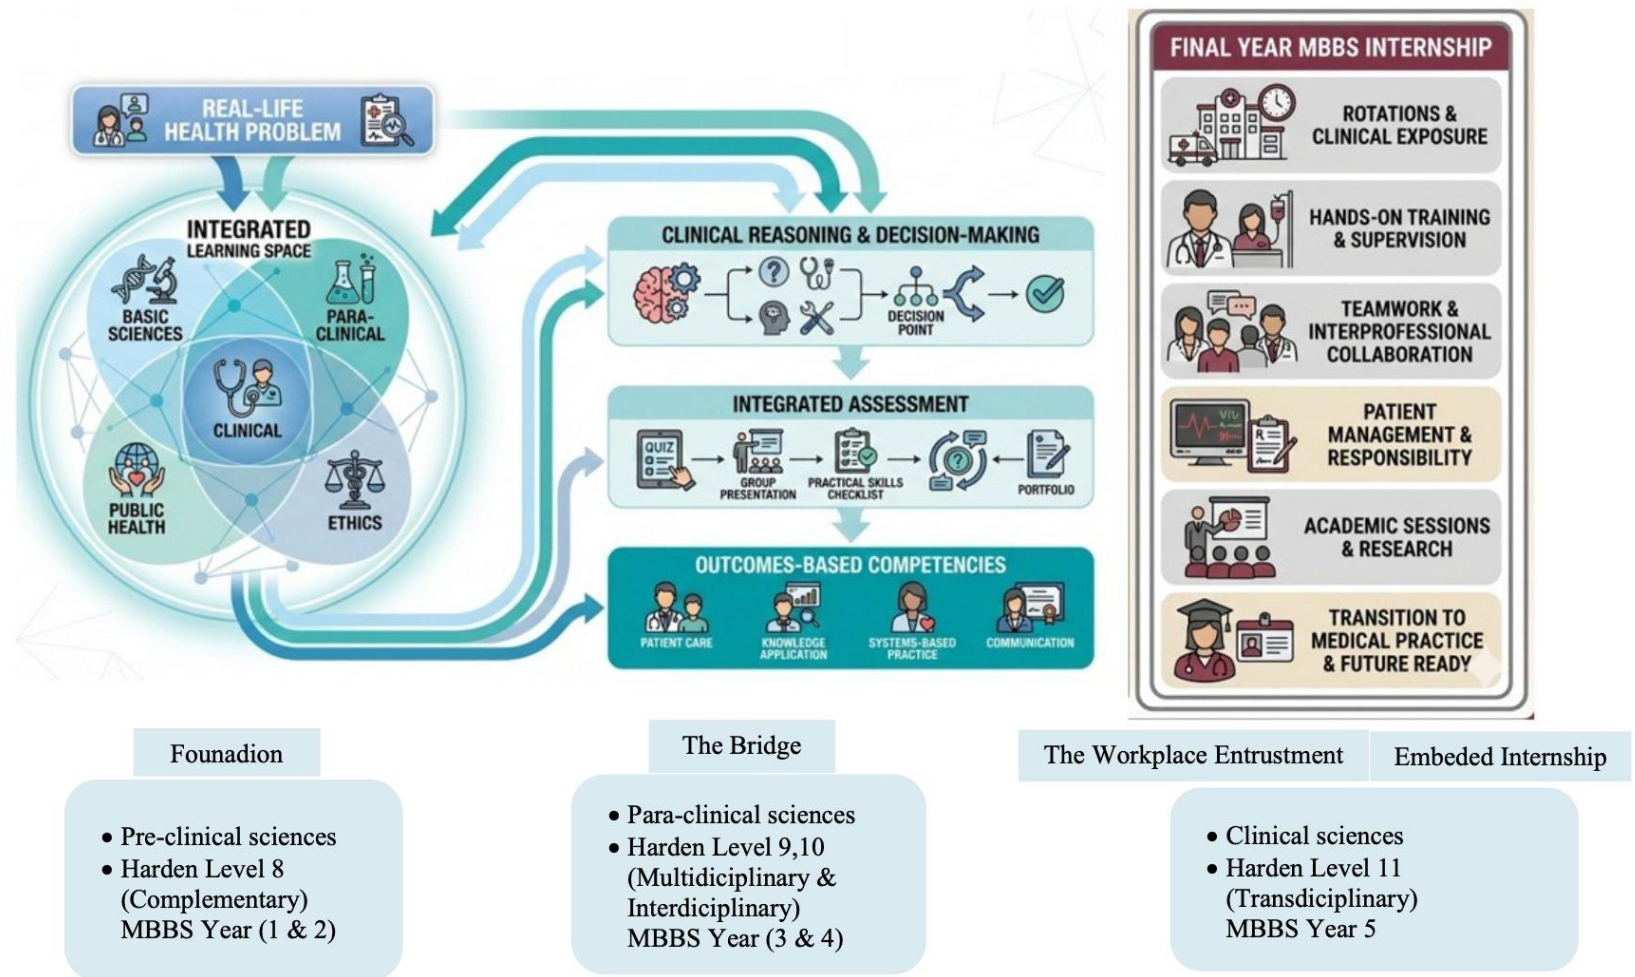 REAL-LIFE
HEALTH PROBLEM
INTEGRATED
LEARNING SPACE
BASIC
SCIENCES
PARA-
CLINICAL
CLINICAL
PUBLIC
HEALTH
ETHICS
CLINICAL REASONING & DECISION-MAKING
?
DECISION
POINT
INTEGRATED ASSESSMENT
QUIZ
GROUP
PRESENTATION
PRACTICAL SKILLS
CHECKLIST
?
PORTFOLIO
OUTCOMES-BASED COMPETENCIES
PATIENT CARE
KNOWLEDGE
APPLICATION
SYSTEMS-BASED
PRACTICE
COMMUNICATION
FINAL YEAR MBBS INTERNSHIP
ROTATIONS &
CLINICAL EXPOSURE
HANDS-ON TRAINING
& SUPERVISION
TEAMWORK &
INTERPROFESSIONAL
COLLABORATION
PATIENT
MANAGEMENT &
RESPONSIBILITY
ACADEMIC SESSIONS
& RESEARCH
TRANSITION TO
MEDICAL PRACTICE
& FUTURE READY
Founadion
• Pre-clinical sciences
• Harden Level 8
(Complementary)
MBBS Year (1 & 2)
The Bridge
• Para-clinical sciences
• Harden Level 9,10
(Multidiciplinary &
Interdiciplinary)
MBBS Year (3 & 4)
The Workplace Entrustment
Embeded Internship
• Clinical sciences
• Harden Level 11
(Transdiciplinary)
MBBS Year 5